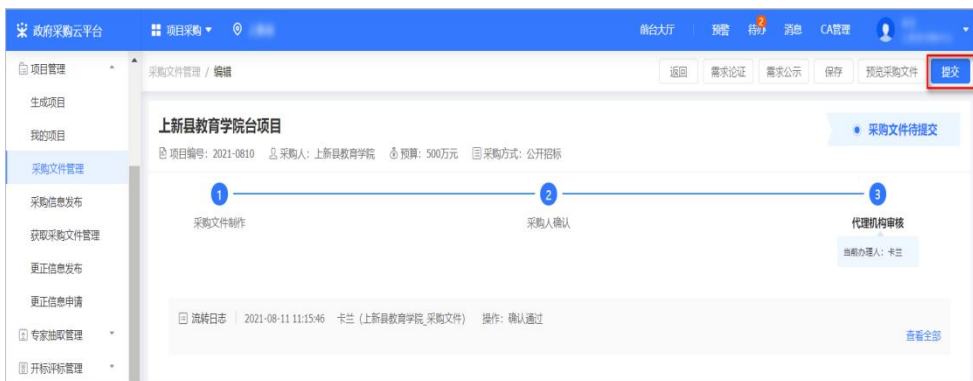 政府采购云平台
项目采购
前台大厅
预警
待办
2
消息
CA管理
项目管理
生成项目
我的项目
采购文件管理
采购信息发布
获取采购文件管理
更正信息发布
更正信息申请
专家抽取管理
开标评标管理
采购文件管理 / 编辑
返回
需求论证
需求公示
保存
预览采购文件
提交
上新县教育学院台项目
采购文件待提交
项目编号：2021-0810 采购人：上新县教育学院 预算：500万元 采购方式：公开招标
1
2
3
采购文件制作
采购人确认
代理机构审核
当前办理人：卡兰
流转日志 2021-08-11 11:15:46 卡兰（上新县教育学院_采购文件） 操作：确认通过
查看全部